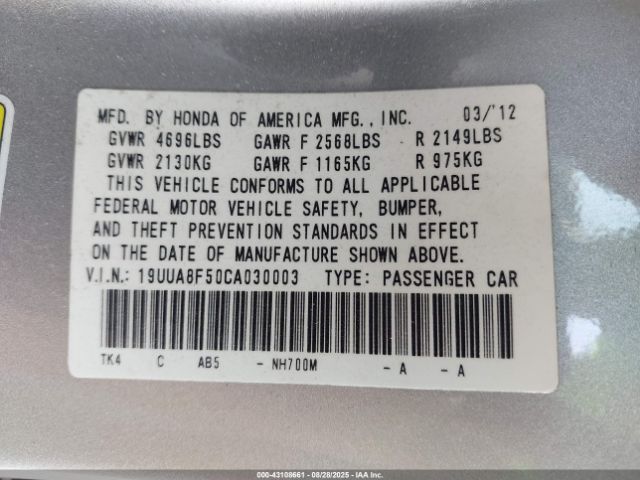 MFD. BY HONDA OF AMERICA MFG., INC. 03/'12
GVWR 4696LBS GAWR F 2568LBS R 2149LBS
GVWR 2130KG GAWR F 1165KG R 975KG
THIS VEHICLE CONFORMS TO ALL APPLICABLE
FEDERAL MOTOR VEHICLE SAFETY, BUMPER,
AND THEFT PREVENTION STANDARDS IN EFFECT
ON THE DATE OF MANUFACTURE SHOWN ABOVE.
V.I.N.: 19UUA8F50CA030003 TYPE: PASSENGER CAR
TK4 C AB5 - NH700M - A - A
000-43108661 | 08/28/2025 | IAA Inc.